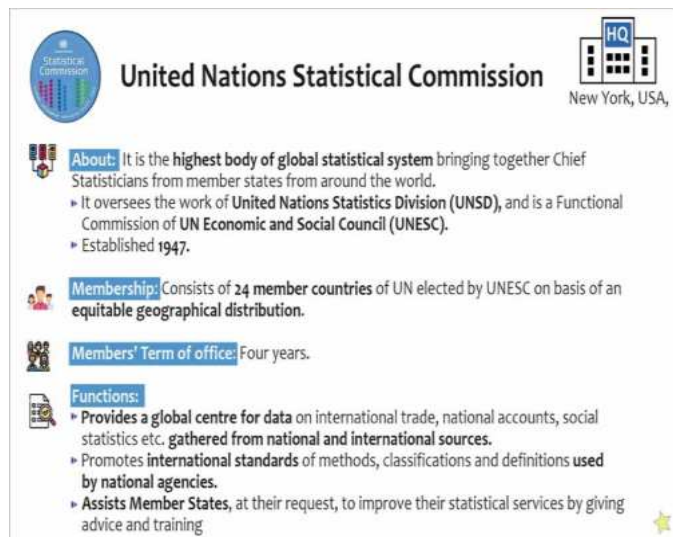 Statistical
Commission
United Nations Statistical Commission
HQ
New York, USA,
About: It is the highest body of global statistical system bringing together Chief
Statisticians from member states from around the world.
▸ It oversees the work of United Nations Statistics Division (UNSD), and is a Functional
Commission of UN Economic and Social Council (UNESC).
▸ Established 1947.
Membership: Consists of 24 member countries of UN elected by UNESC on basis of an
equitable geographical distribution.
Members' Term of office: Four years.
Functions:
▸ Provides a global centre for data on international trade, national accounts, social
statistics etc. gathered from national and international sources.
▸ Promotes international standards of methods, classifications and definitions used
by national agencies.
▸ Assists Member States, at their request, to improve their statistical services by giving
advice and training